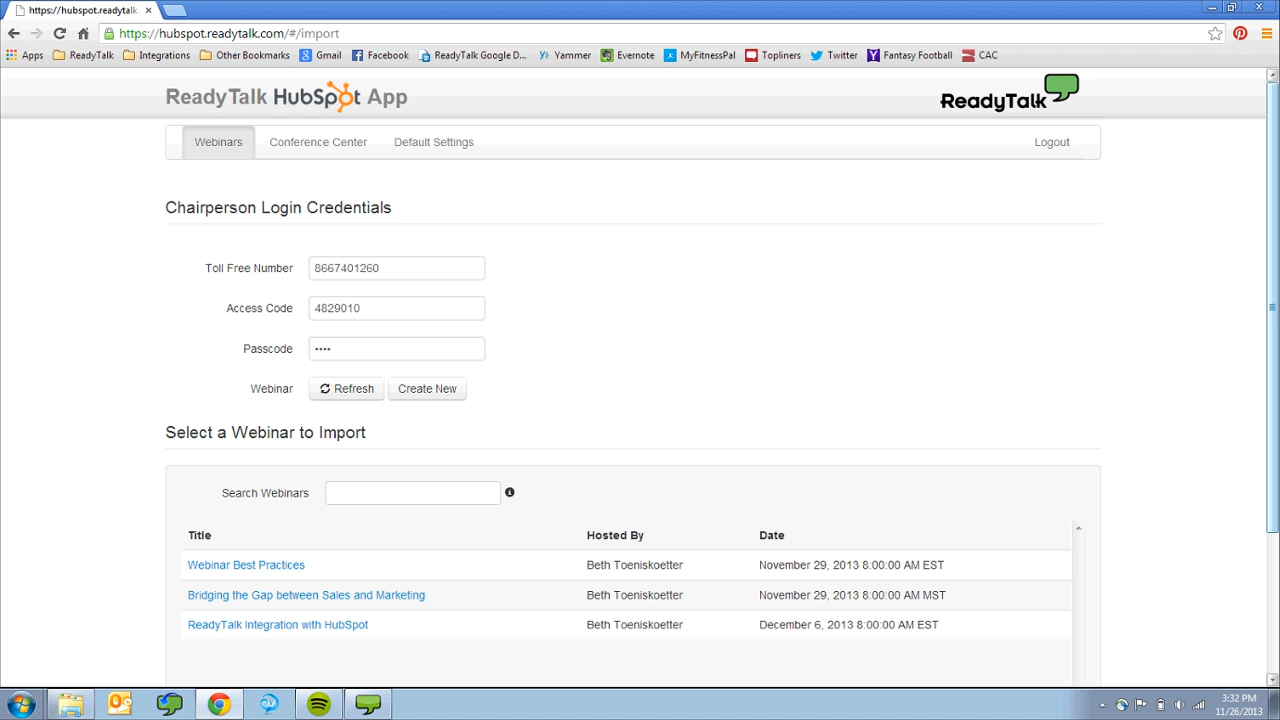 https://hubspot.readytalk
https://hubspot.readytalk.com/#/import
Apps ReadyTalk Integrations Other Bookmarks Gmail Facebook ReadyTalk Google D... Yammer Evernote MyFitnessPal Topliners Twitter Fantasy Football CAC
ReadyTalk HubSpot App
ReadyTalk
Webinars Conference Center Default Settings Logout
Chairperson Login Credentials
Toll Free Number 8667401260
Access Code 4829010
Passcode ••••
Webinar Refresh Create New
Select a Webinar to Import
Search Webinars
Title Hosted By Date
Webinar Best Practices Beth Toeniskoetter November 29, 2013 8:00:00 AM EST
Bridging the Gap between Sales and Marketing Beth Toeniskoetter November 29, 2013 8:00:00 AM MST
ReadyTalk Integration with HubSpot Beth Toeniskoetter December 6, 2013 8:00:00 AM EST
3:32 PM
11/26/2013